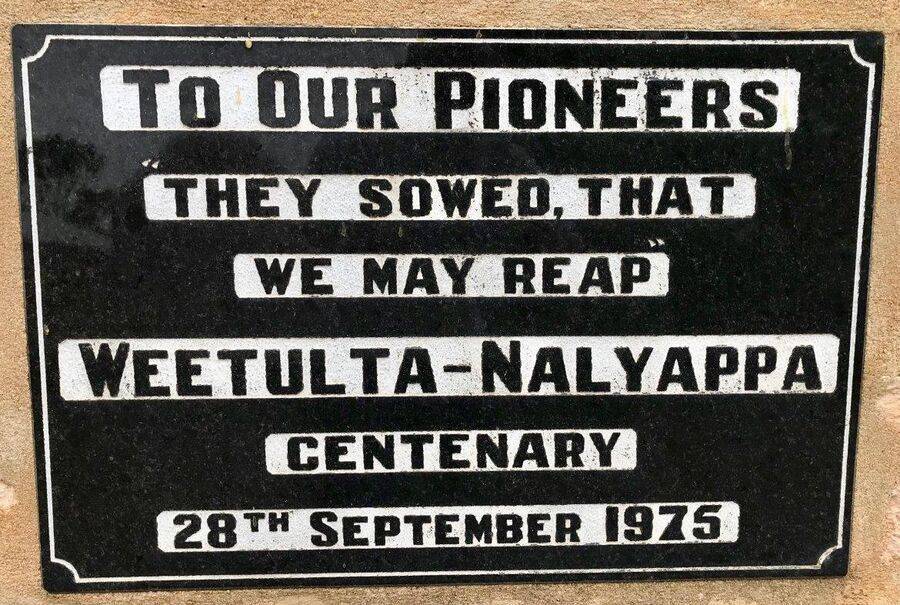 To Our Pioneers
"They sowed, that
we may reap"
Weetulta-Nalyappa
Centenary
28th September 1975